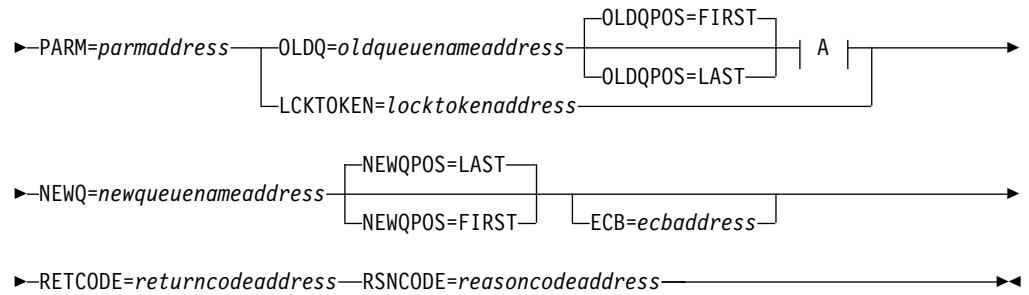 OLDQPOS=FIRST
PARM=parmaddress OLDQ=oldqueuenameaddress A
OLDQPOS=LAST
LCKTOKEN=locktokenaddress
NEWQPOS=LAST
NEWQ=newqueuenameaddress
NEWQPOS=FIRST ECB=ecbaddress
RETCODE=returncodeaddress RSNCODE=reasoncodeaddress